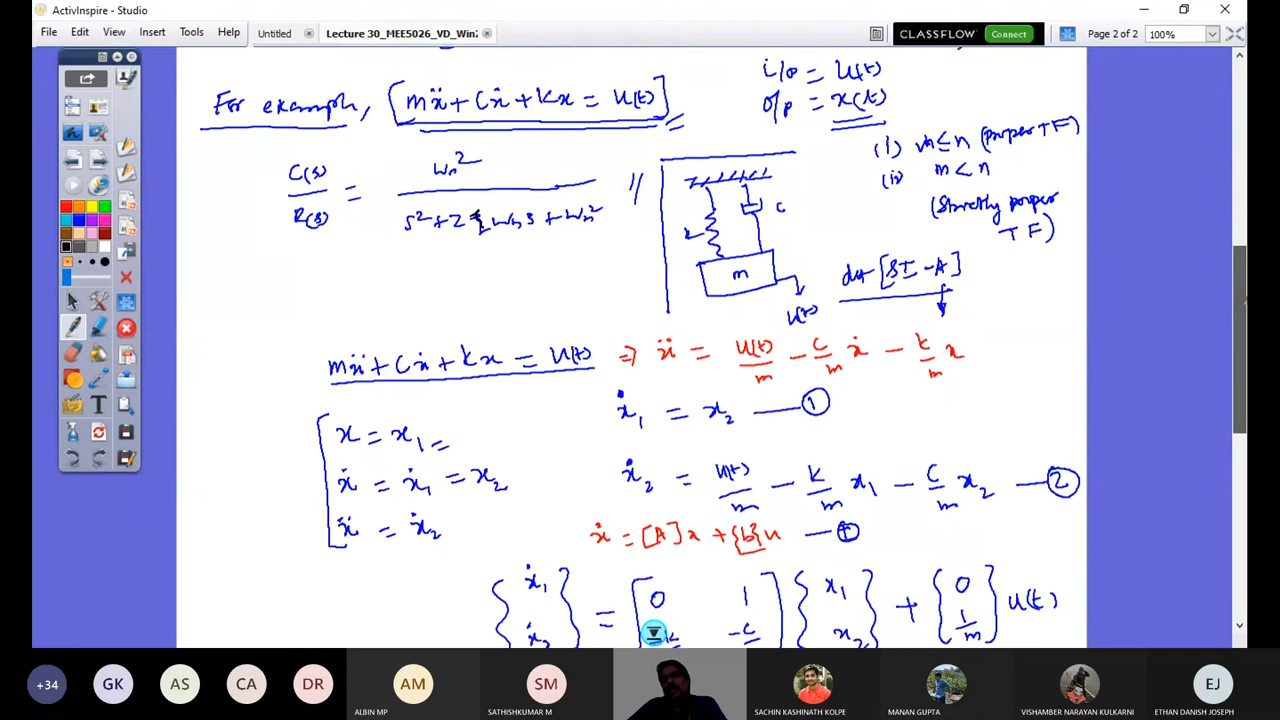 ActivInspire - Studio
File Edit View Insert Tools Help Untitled Lecture 30_MEE5026_VD_Win CLASSFLOW Connect Page 2 of 2 100%
i/p = U(t)
For example, [mẍ + Cẋ + Kx = U(t)]
o/p = x(t)
(i) m ≤ n (proper TF)
(ii) m < n
(Strictly proper
TF)
C(s)/R(s) = Wn²/(s² + 2ξWns + Wn²) //
C
k
m
U(t)
det [SI - A]
mẍ + Cẋ + Kx = U(t) ⇒ ẍ = U(t)/m - C/m ẋ - k/m x
ẋ1 = x2 — 1
x = x1 =
ẋ = ẋ1 = x2
ẋ2 = U(t)/m - K/m x1 - C/m x2 — 2
ẍ = ẋ2
ẋ = [A]x + {b}u
{ẋ1 ẋ2} = [0 1 -k -C] {x1 x2} + {0 1/m} U(t)
+34 GK AS CA DR AM SM EJ
ALBIN MP SATHISHKUMAR M SACHIN KASHINATH KOLPE MANAN GUPTA VISHAMBER NARAYAN KULKARNI ETHAN DANISH JOSEPH